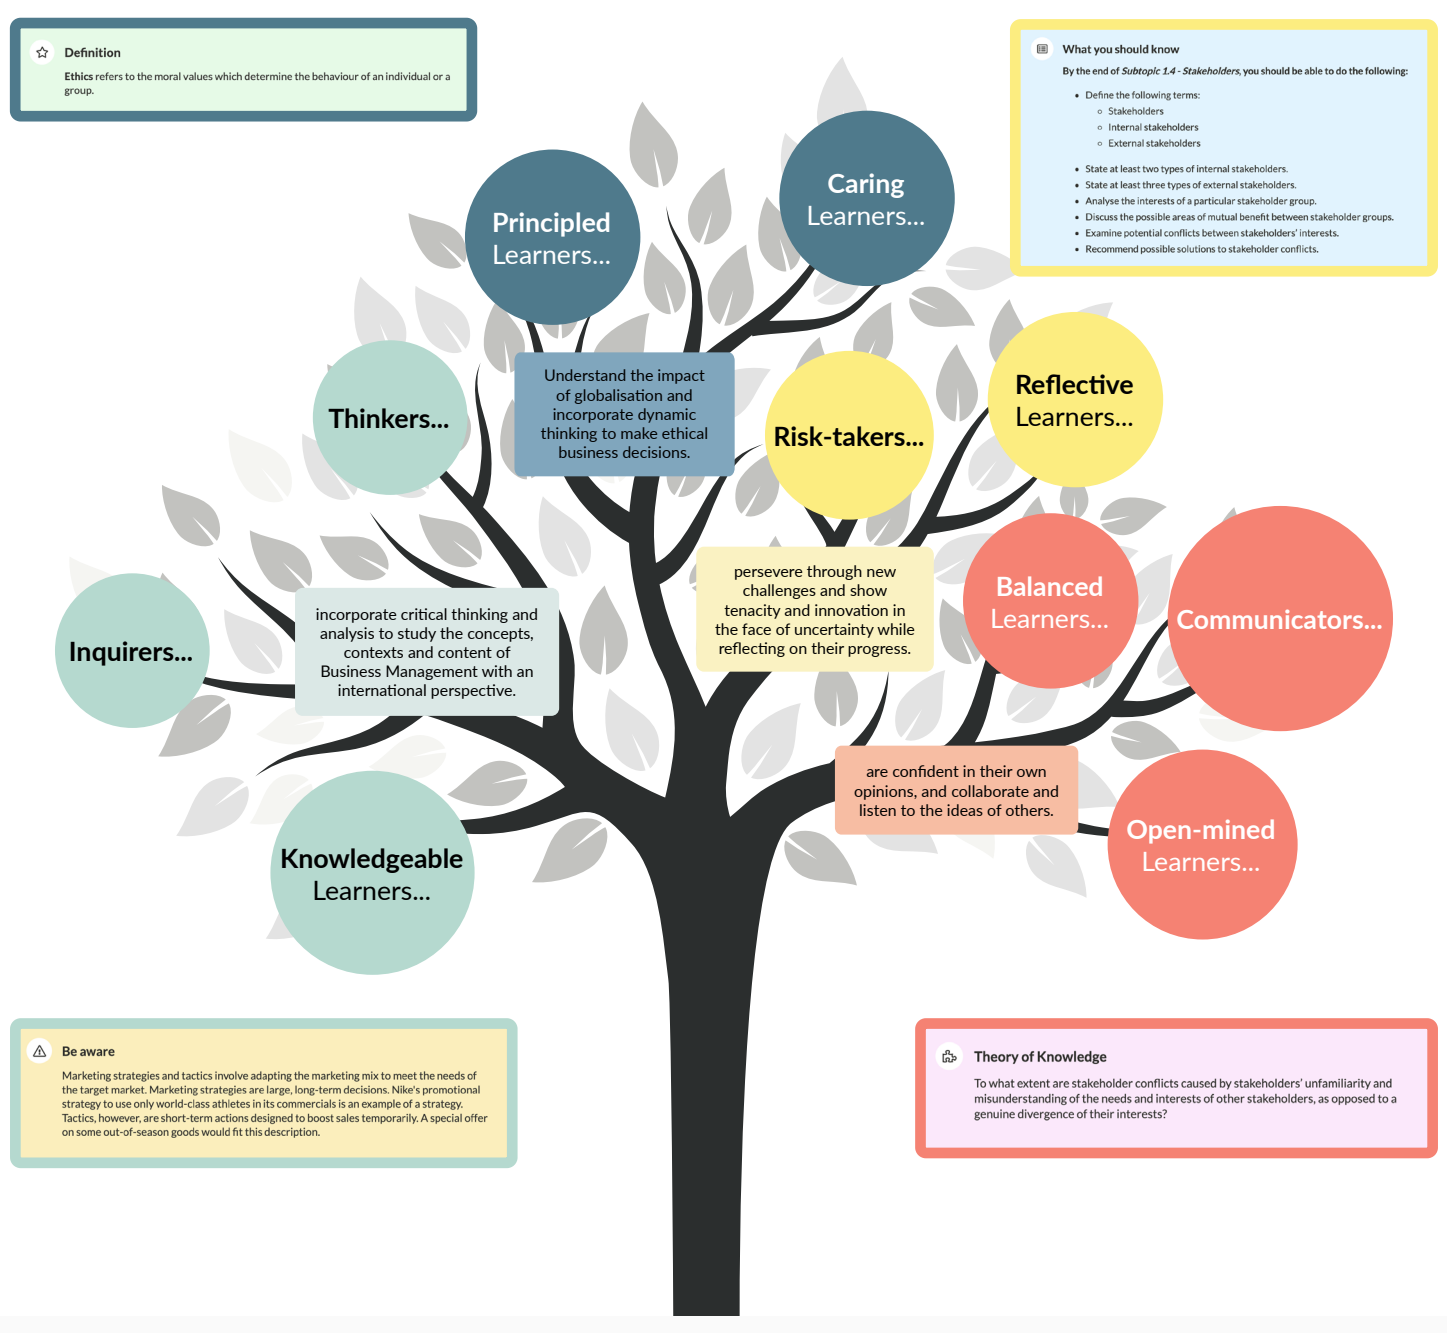 Definition
Ethics refers to the moral values which determine the behaviour of an individual or a
group.
What you should know
By the end of Subtopic 1.4 - Stakeholders, you should be able to do the following:
• Define the following terms:
◦ Stakeholders
◦ Internal stakeholders
◦ External stakeholders
• State at least two types of internal stakeholders.
• State at least three types of external stakeholders.
• Analyse the interests of a particular stakeholder group.
• Discuss the possible areas of mutual benefit between stakeholder groups.
• Examine potential conflicts between stakeholders' interests.
• Recommend possible solutions to stakeholder conflicts.
Principled
Learners...
Caring
Learners...
Understand the impact
of globalisation and
incorporate dynamic
thinking to make ethical
business decisions.
Thinkers...
Inquirers...
Knowledgeable
Learners...
incorporate critical thinking and
analysis to study the concepts,
contexts and content of
Business Management with an
international perspective.
Risk-takers...
Reflective
Learners...
persevere through new
challenges and show
tenacity and innovation in
the face of uncertainty while
reflecting on their progress.
Balanced
Learners...
Communicators...
Open-mined
Learners...
are confident in their own
opinions, and collaborate and
listen to the ideas of others.
Be aware
Marketing strategies and tactics involve adapting the marketing mix to meet the needs of
the target market. Marketing strategies are large, long-term decisions. Nike's promotional
strategy to use only world-class athletes in its commercials is an example of a strategy.
Tactics, however, are short-term actions designed to boost sales temporarily. A special offer
on some out-of-season goods would fit this description.
Theory of Knowledge
To what extent are stakeholder conflicts caused by stakeholders' unfamiliarity and
misunderstanding of the needs and interests of other stakeholders, as opposed to a
genuine divergence of their interests?